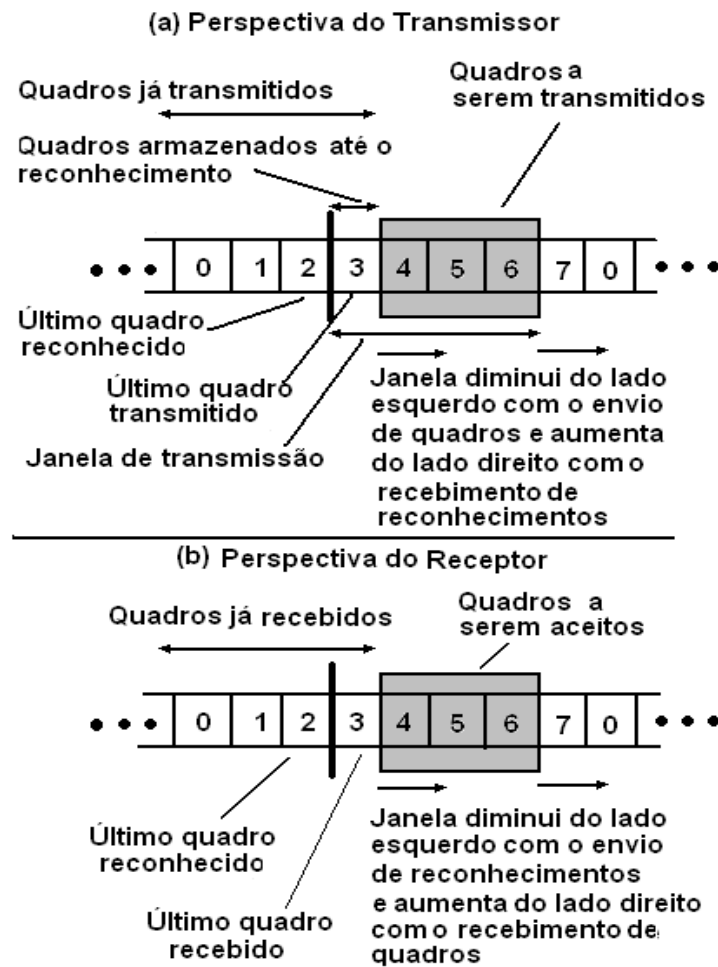 (a) Perspectiva do Transmissor
Quadros a
serem transmitidos
Quadros já transmitidos
Quadros armazenados até o
reconhecimento
0 1 2 3 4 5 6 7 0
Último quadro
reconhecido
Último quadro
transmitido
Janela de transmissão
Janela diminui do lado
esquerdo com o envio
de quadros e aumenta
do lado direito com o
recebimento de
reconhecimentos
(b) Perspectiva do Receptor
Quadros já recebidos
Quadros a
serem aceitos
0 1 2 3 4 5 6 7 0
Último quadro
reconhecido
Último quadro
recebido
Janela diminui do lado
esquerdo com o envio
de reconhecimentos
e aumenta do lado direito
com o recebimento de
quadros